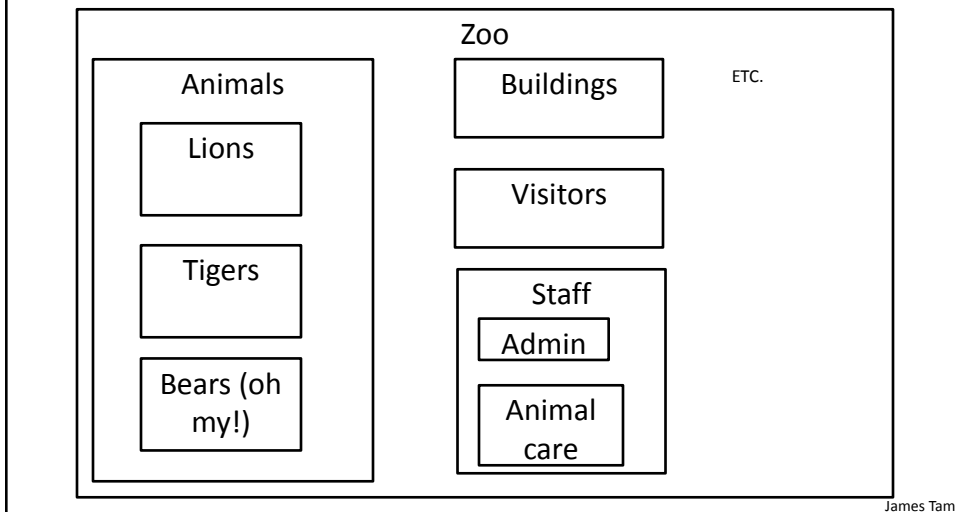 Zoo
Animals
Lions
Tigers
Bears (oh
my!)
Buildings
Visitors
Staff
Admin
Animal
care
ETC.
James Tam